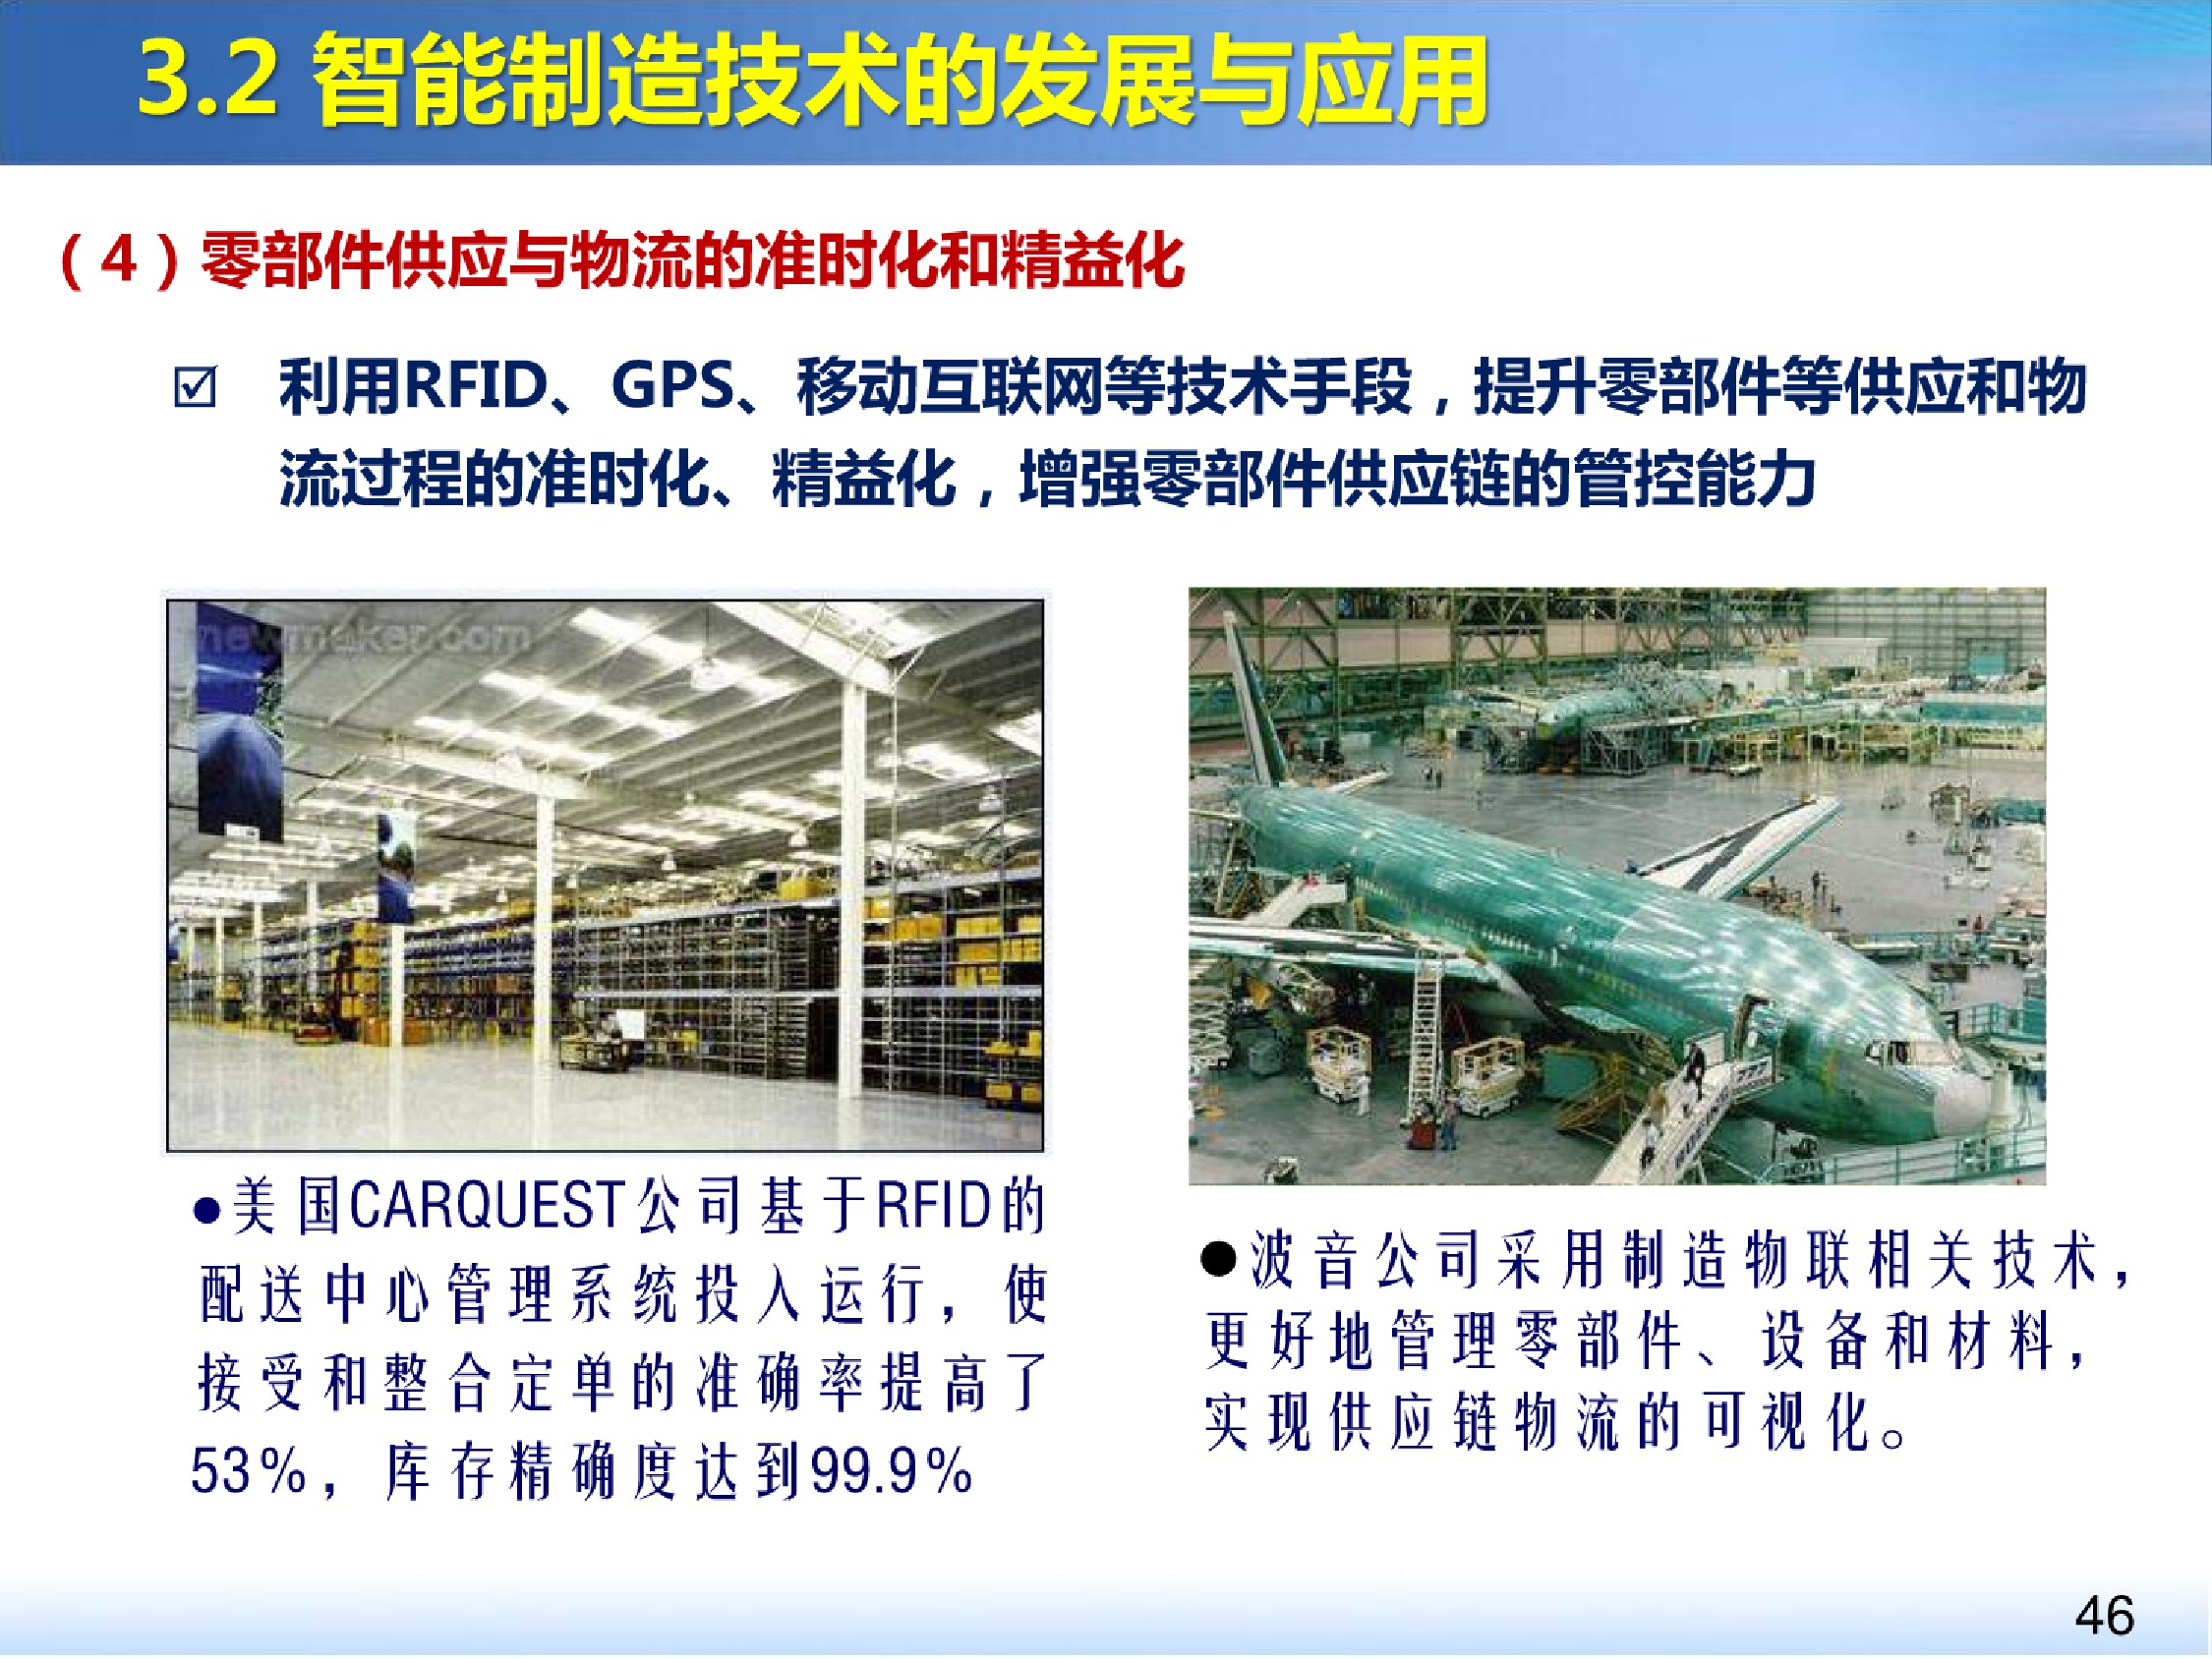 3.2 智能制造技术的发展与应用
（4）零部件供应与物流的准时化和精益化
☑ 利用RFID、GPS、移动互联网等技术手段，提升零部件等供应和物
流过程的准时化、精益化，增强零部件供应链的管控能力
newmaker.com
777
●美国CARQUEST公司基于RFID的
配送中心管理系统投入运行，使
接受和整合定单的准确率提高了
53%，库存精确度达到99.9%
●波音公司采用制造物联相关技术，
更好地管理零部件、设备和材料，
实现供应链物流的可视化。
46